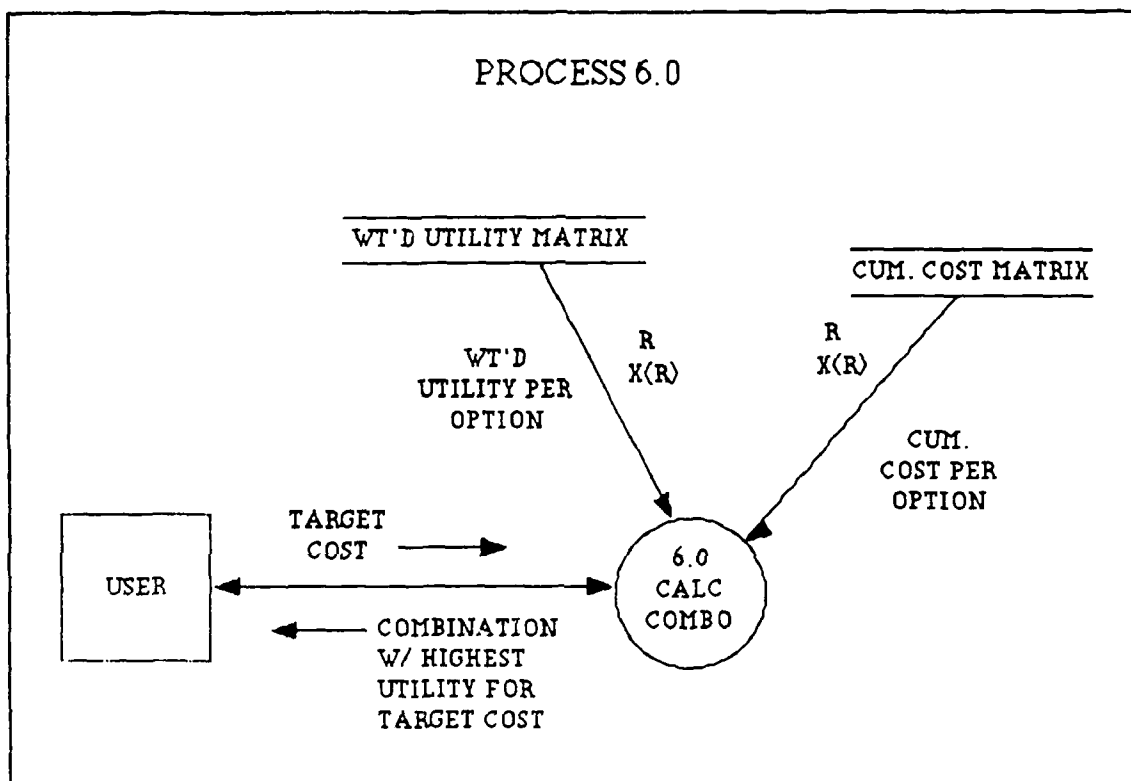 PROCESS 6.0
WT'D UTILITY MATRIX
CUM. COST MATRIX
R
X(R)
WT'D
UTILITY PER
OPTION
R
X(R)
CUM.
COST PER
OPTION
TARGET
COST
USER
6.0
CALC
COMBO
COMBINATION
W/ HIGHEST
UTILITY FOR
TARGET COST